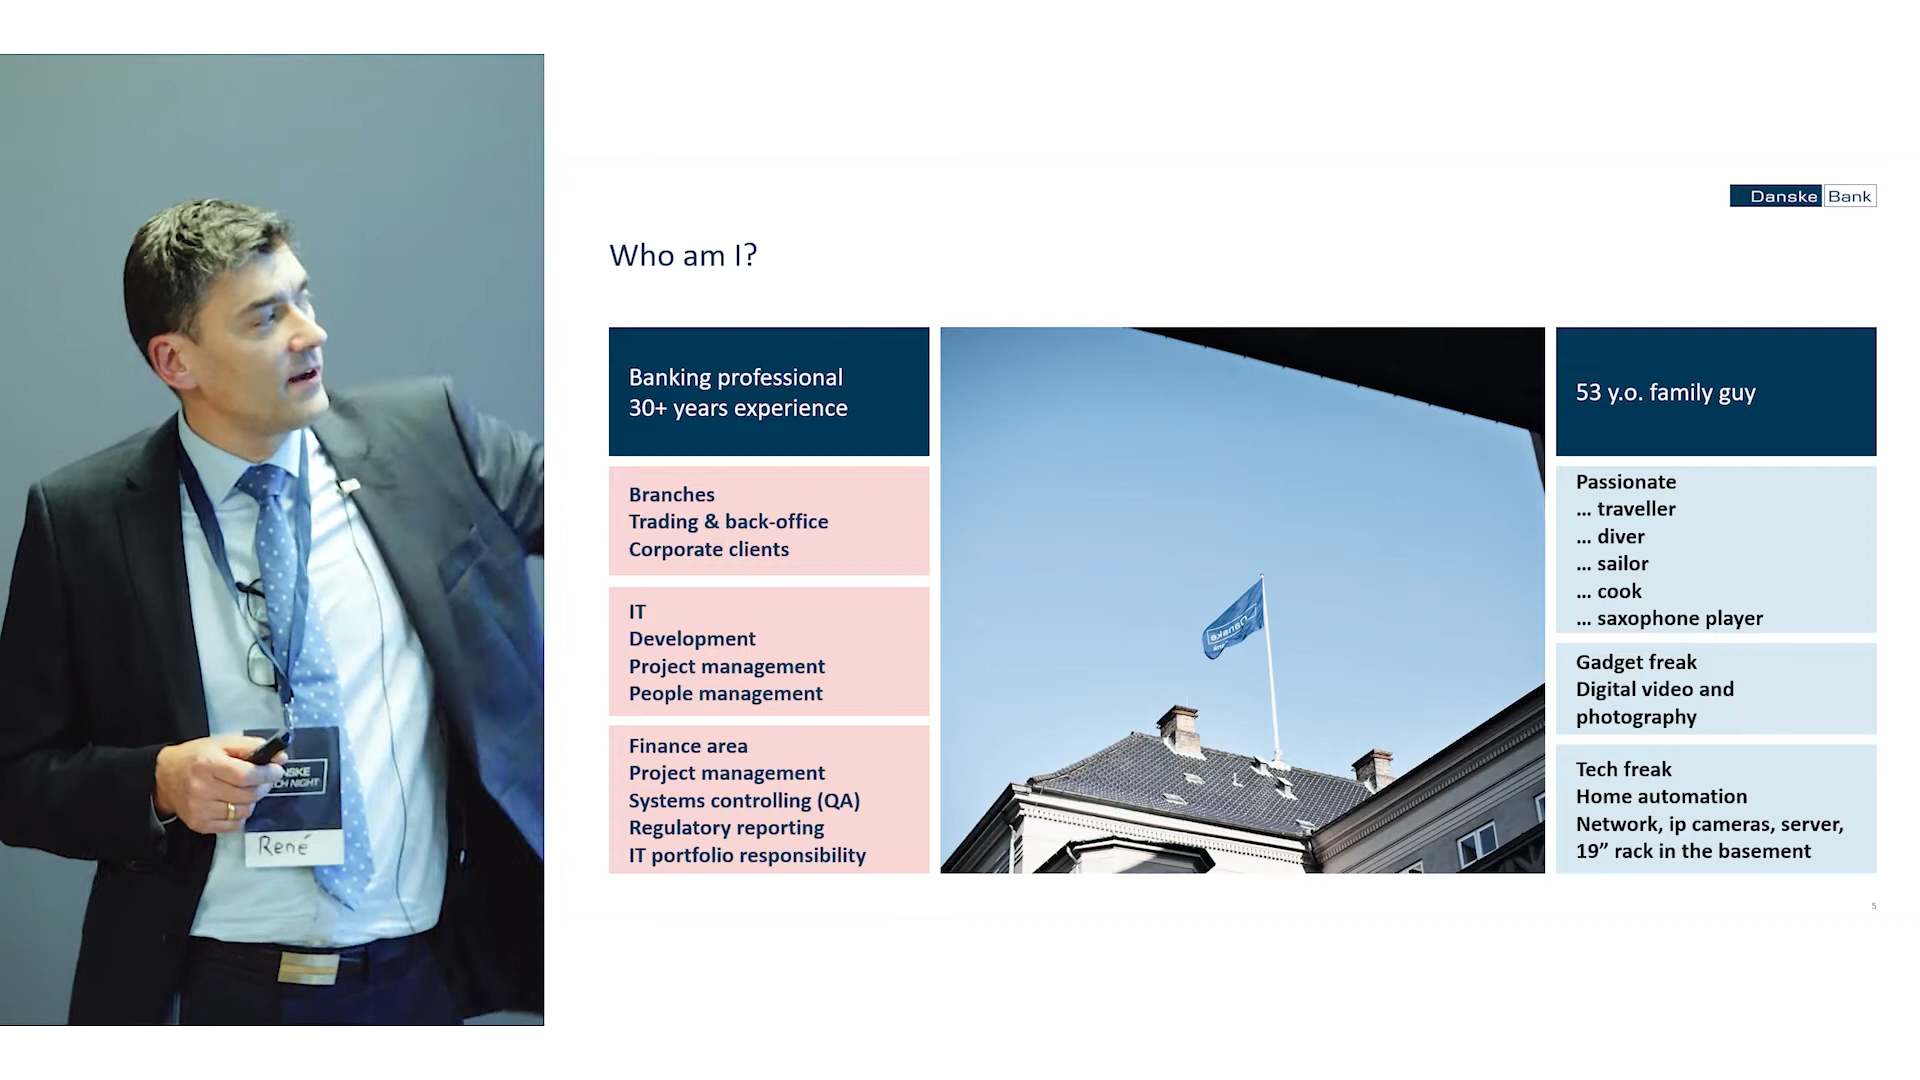 Danske Bank
Who am I?
Banking professional
30+ years experience
Branches
Trading & back-office
Corporate clients
IT
Development
Project management
People management
Finance area
Project management
Systems controlling (QA)
Regulatory reporting
IT portfolio responsibility
Danske
53 y.o. family guy
Passionate
... traveller
... diver
... sailor
... cook
... saxophone player
Gadget freak
Digital video and
photography
Tech freak
Home automation
Network, ip cameras, server,
19” rack in the basement
5
NIGHT
René